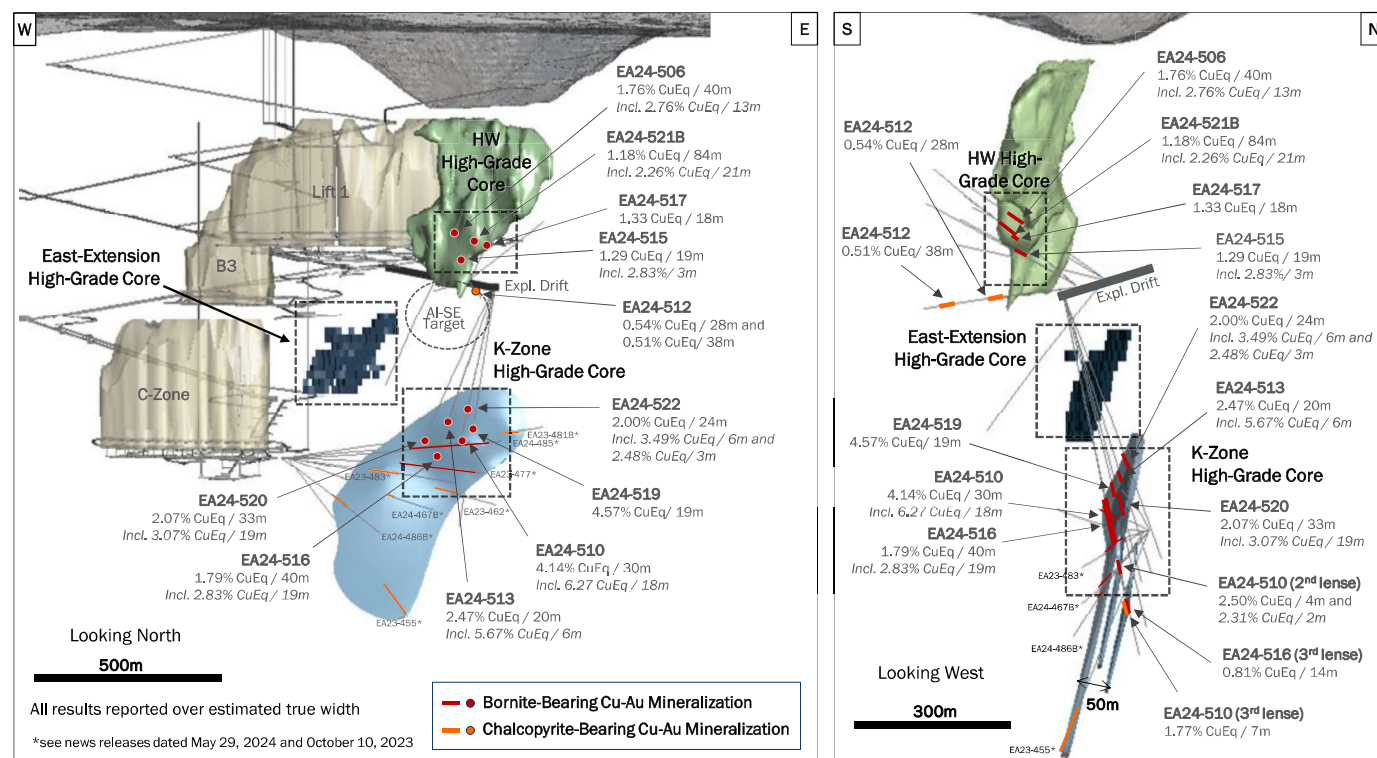 W
E
EA24-506
1.76% CuEq / 40m
Incl. 2.76% CuEq / 13m
EA24-521B
1.18% CuEq / 84m
Incl. 2.26% CuEq / 21m
EA24-517
1.33 CuEq / 18m
EA24-515
1.29 CuEq / 19m
Incl. 2.83% / 3m
HW
High-Grade
Core
Lift 1
B3
C-Zone
East-Extension
High-Grade Core
Expl. Drift
AI-SE
Target
EA24-512
0.54% CuEq / 28m and
0.51% CuEq / 38m
K-Zone
High-Grade Core
EA24-522
2.00% CuEq / 24m
Incl. 3.49% CuEq / 6m and
2.48% CuEq / 3m
EA23-481B*
EA24-485*
EA23-477*
EA23-483*
EA24-467B*
EA23-462*
EA24-486B*
EA23-455*
EA24-519
4.57% CuEq / 19m
EA24-520
2.07% CuEq / 33m
Incl. 3.07% CuEq / 19m
EA24-516
1.79% CuEq / 40m
Incl. 2.83% CuEq / 19m
EA24-510
4.14% CuEq / 30m
Incl. 6.27 CuEq / 18m
EA24-513
2.47% CuEq / 20m
Incl. 5.67% CuEq / 6m
Looking North
500m
All results reported over estimated true width
*see news releases dated May 29, 2024 and October 10, 2023
Bornite-Bearing Cu-Au Mineralization
Chalcopyrite-Bearing Cu-Au Mineralization
S
N
EA24-506
1.76% CuEq / 40m
Incl. 2.76% CuEq / 13m
EA24-521B
1.18% CuEq / 84m
Incl. 2.26% CuEq / 21m
EA24-517
1.33 CuEq / 18m
EA24-515
1.29 CuEq / 19m
Incl. 2.83% / 3m
EA24-512
0.54% CuEq / 28m
HW High-
Grade Core
EA24-512
0.51% CuEq / 38m
Expl. Drift
EA24-522
2.00% CuEq / 24m
Incl. 3.49% CuEq / 6m and
2.48% CuEq / 3m
East-Extension
High-Grade Core
EA24-513
2.47% CuEq / 20m
Incl. 5.67% CuEq / 6m
EA24-519
4.57% CuEq / 19m
K-Zone
High-Grade Core
EA24-510
4.14% CuEq / 30m
Incl. 6.27 CuEq / 18m
EA24-520
2.07% CuEq / 33m
Incl. 3.07% CuEq / 19m
EA24-516
1.79% CuEq / 40m
Incl. 2.83% CuEq / 19m
EA23-483*
EA24-467B*
EA24-486B*
EA23-455*
EA24-510 (2nd lense)
2.50% CuEq / 4m and
2.31% CuEq / 2m
EA24-516 (3rd lense)
0.81% CuEq / 14m
EA24-510 (3rd lense)
1.77% CuEq / 7m
50m
Looking West
300m